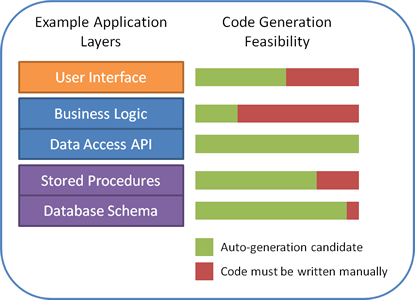 Example Application
Layers
Code Generation
Feasibility
User Interface
Business Logic
Data Access API
Stored Procedures
Database Schema
Auto-generation candidate
Code must be written manually